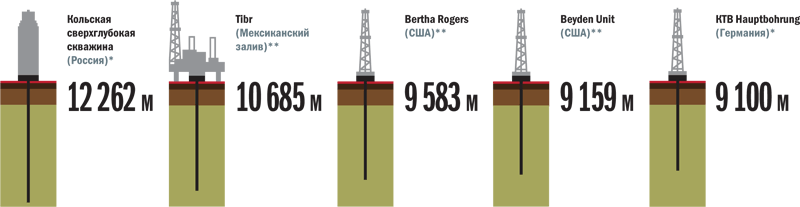 Кольская
сверхглубокая
скважина
(Россия)*
12 262 м
Tibr
(Мексиканский
залив)**
10 685 м
Bertha Rogers
(США)**
9 583 м
Beyden Unit
(США)**
9 159 м
КТВ Hauptbohrung
(Германия)*
9 100 м